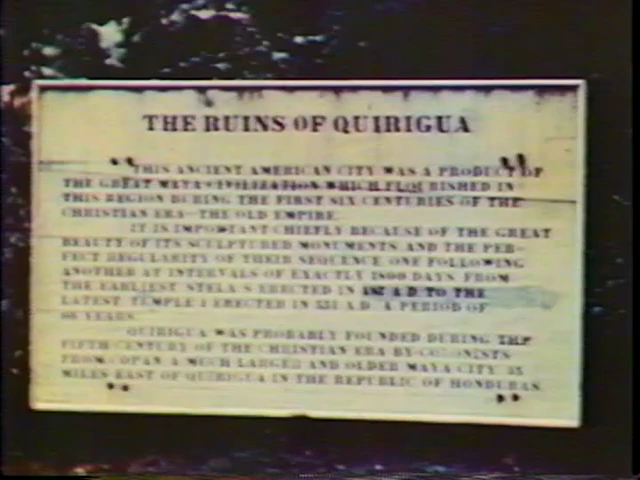 THE RUINS OF QUIRIGUA
THIS ANCIENT AMERICAN CITY WAS A PRODUCT OF
THE GREAT MAYA CIVILIZATION WHICH FLOURISHED IN
THIS REGION DURING THE FIRST SIX CENTURIES OF THE
CHRISTIAN ERA—THE OLD EMPIRE.
IT IS IMPORTANT CHIEFLY BECAUSE OF THE GREAT
BEAUTY OF ITS SCULPTURED MONUMENTS AND THE PER-
FECT REGULARITY OF THEIR SEQUENCE ONE FOLLOWING
ANOTHER AT INTERVALS OF EXACTLY 1800 DAYS FROM
THE EARLIEST STELA S ERECTED IN A.D. TO THE
LATEST TEMPLE 1 ERECTED IN A.D. A PERIOD OF
YEARS
QUIRIGUA WAS PROBABLY FOUNDED DURING THE
FIFTH CENTURY OF THE CHRISTIAN ERA BY COLONISTS
FROM COPAN A MUCH LARGER AND OLDER MAYA CITY
MILES EAST OF QUIRIGUA IN THE REPUBLIC OF HONDURAS.